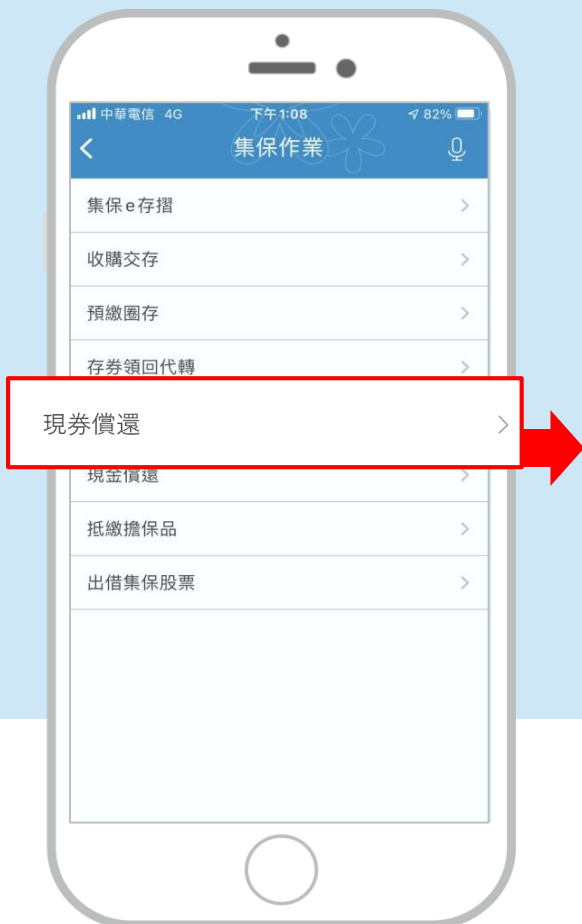 中華電信 4G 下午1:08 82%
集保作業
集保e存摺
收購交存
預繳圈存
存券領回代轉
現券償還
現金償還
抵繳擔保品
出借集保股票